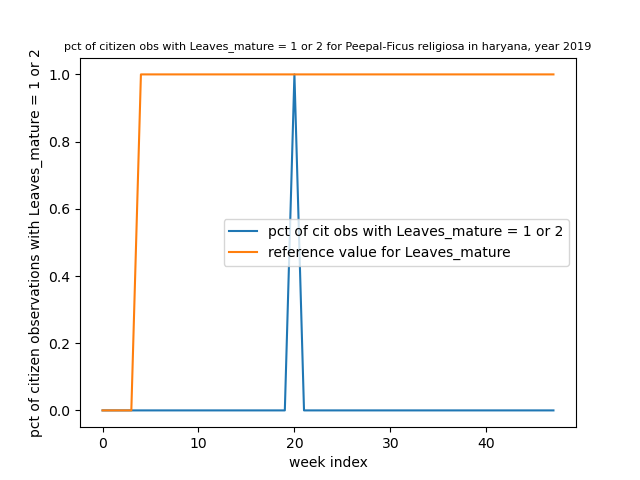 pct of citizen obs with Leaves_mature = 1 or 2 for Peepal-Ficus religiosa in haryana, year 2019
pct of citizen observations with Leaves_mature = 1 or 2
1.0
0.8
0.6
0.4
0.2
0.0
pct of cit obs with Leaves_mature = 1 or 2
reference value for Leaves_mature
0
10
20
30
40
week index